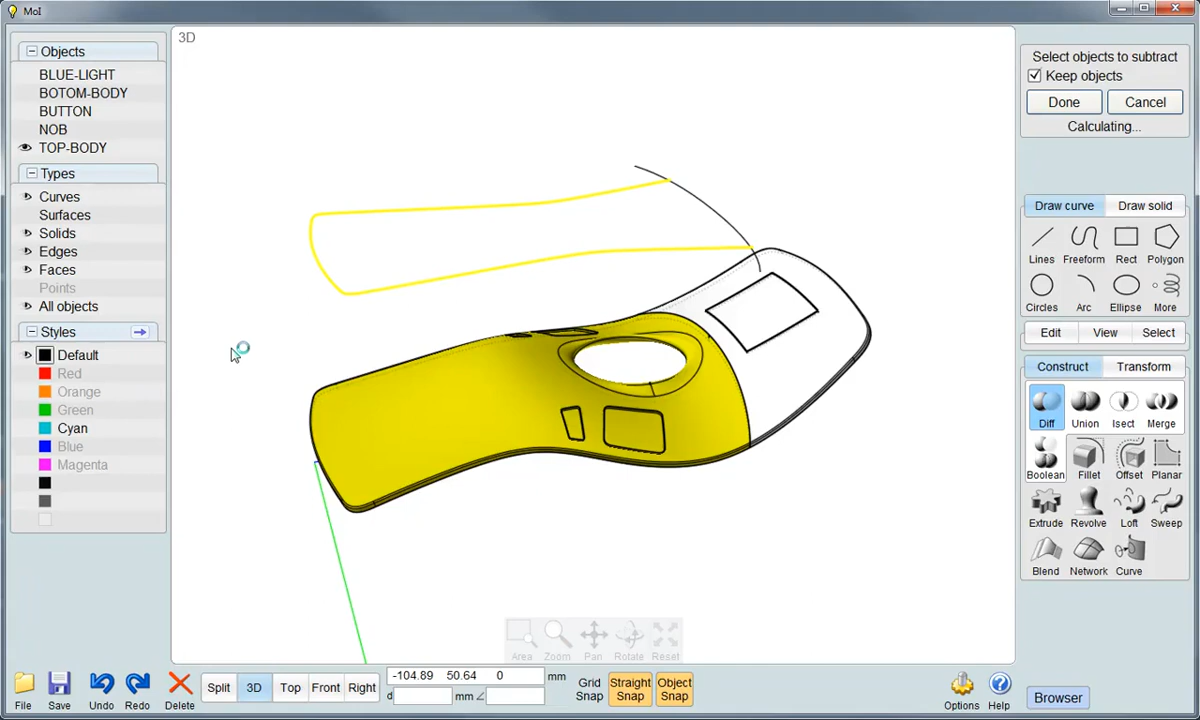 MoI
Objects
BLUE-LIGHT
BOTOM-BODY
BUTTON
NOB
TOP-BODY
Types
Curves
Surfaces
Solids
Edges
Faces
Points
All objects
Styles
Default
Red
Orange
Green
Cyan
Blue
Magenta
3D
Select objects to subtract
Keep objects
Done Cancel
Calculating...
Draw curve Draw solid
Lines Freeform Rect Polygon
Circles Arc Ellipse More
Edit View Select
Construct Transform
Diff Union Isect Merge
Boolean Fillet Offset Planar
Extrude Revolve Loft Sweep
Blend Network Curve
Area Zoom Pan Rotate Reset
File Save Undo Redo Delete
Split 3D Top Front Right
-104.89 50.64 0 mm
d mm ∠
Grid Snap
Straight Snap
Object Snap
Options Help
Browser